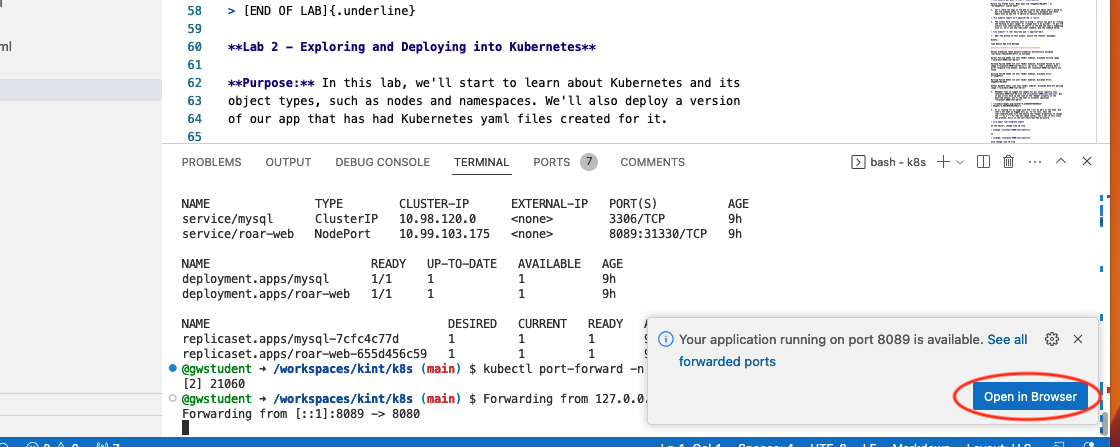 ml
58 > [END OF LAB]{.underline}
59
60 **Lab 2 - Exploring and Deploying into Kubernetes**
61
62 **Purpose:** In this lab, we'll start to learn about Kubernetes and its
63 object types, such as nodes and namespaces. We'll also deploy a version
64 of our app that has had Kubernetes yaml files created for it.
65
PROBLEMS OUTPUT DEBUG CONSOLE TERMINAL PORTS 7 COMMENTS bash - k8s
NAME TYPE CLUSTER-IP EXTERNAL-IP PORT(S) AGE
service/mysql ClusterIP 10.98.120.0 <none> 3306/TCP 9h
service/roar-web NodePort 10.99.103.175 <none> 8089:31330/TCP 9h
NAME READY UP-TO-DATE AVAILABLE AGE
deployment.apps/mysql 1/1 1 1 9h
deployment.apps/roar-web 1/1 1 1 9h
NAME DESIRED CURRENT READY
replicaset.apps/mysql-7cfc4c77d 1 1 1
replicaset.apps/roar-web-655d456c59 1 1 1
@gwstudent → /workspaces/kint/k8s (main) $ kubectl port-forward -n
[2] 21060
@gwstudent → /workspaces/kint/k8s (main) $ Forwarding from 127.0.0.
Forwarding from [::1]:8089 -> 8080
Your application running on port 8089 is available. See all
forwarded ports
Open in Browser